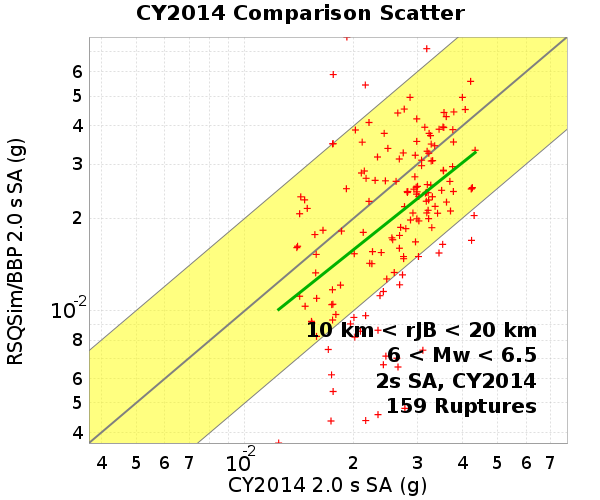 CY2014 Comparison Scatter
RSQSim/BBP 2.0 s SA (g)
6
5
4
3
2
10⁻²
8
6
5
4
10 km < rJB < 20 km
6 < Mw < 6.5
2s SA, CY2014
159 Ruptures
4 5 6 7 10⁻² 2 3 4 5 6 7
CY2014 2.0 s SA (g)